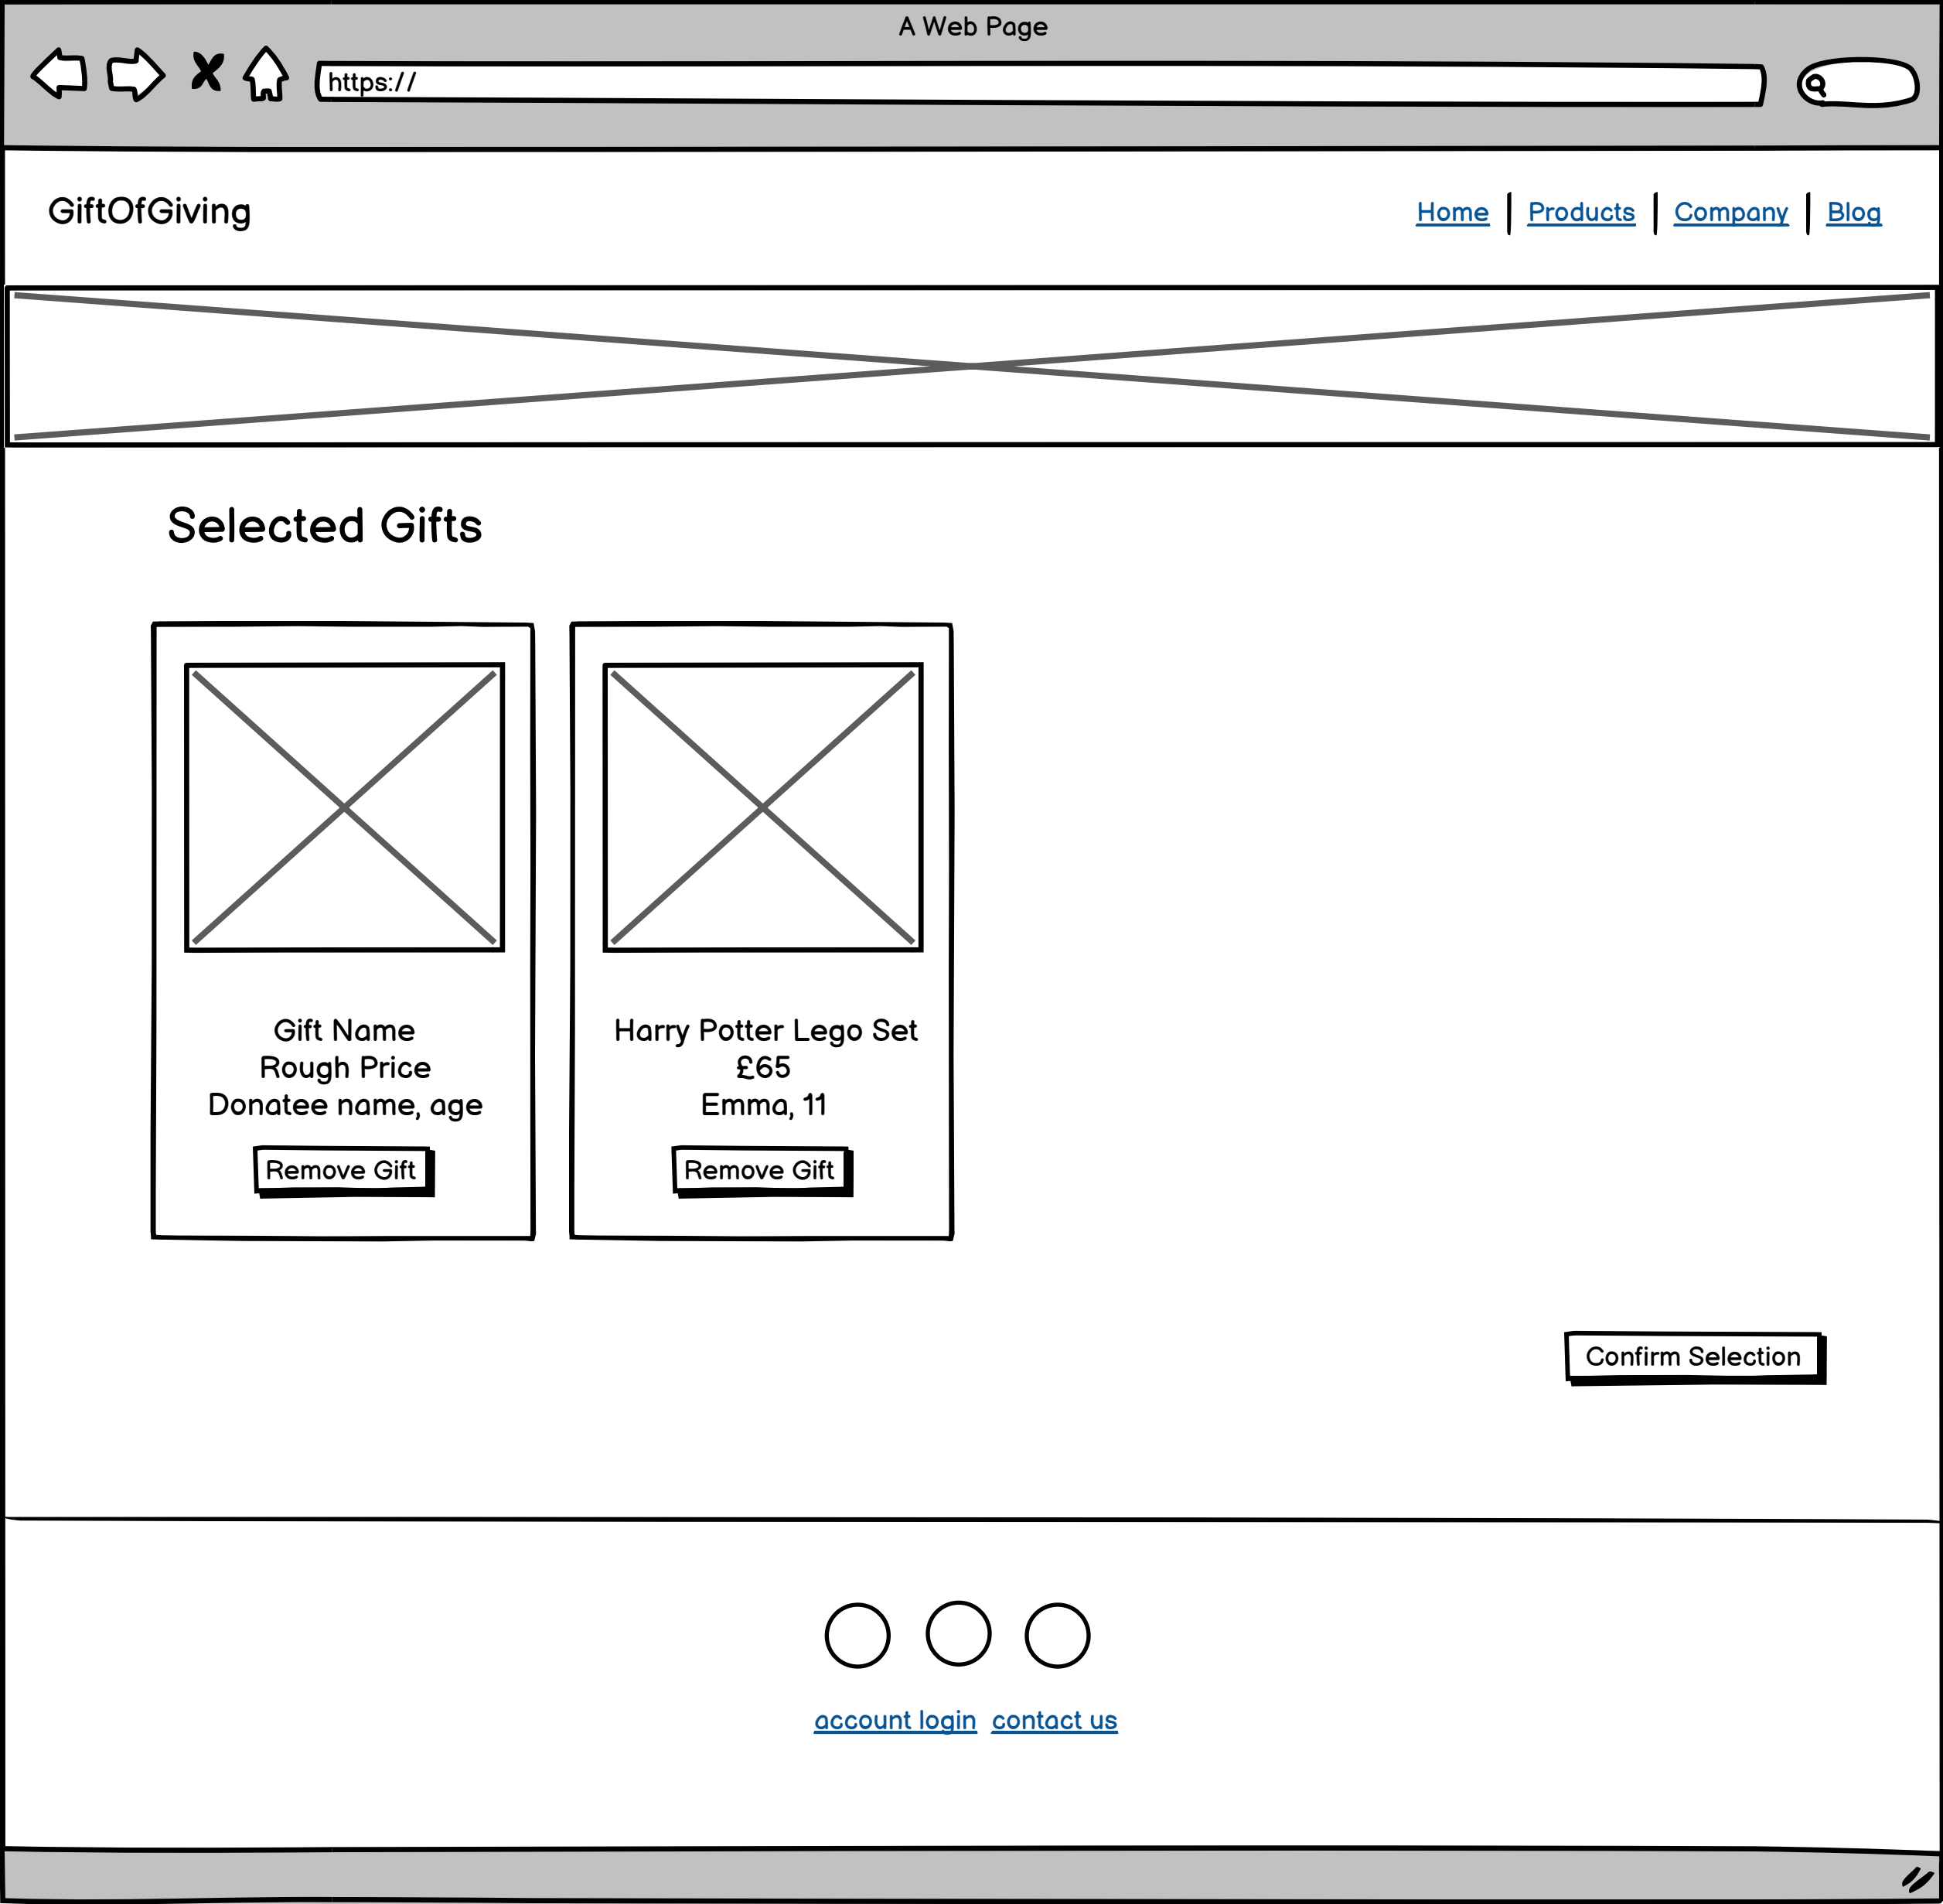 A Web Page
https://
GiftOfGiving
Home Products Company Blog
Selected Gifts
Gift Name
Rough Price
Donatee name, age
Remove Gift
Harry Potter Lego Set
£65
Emma, 11
Remove Gift
Confirm Selection
account login contact us